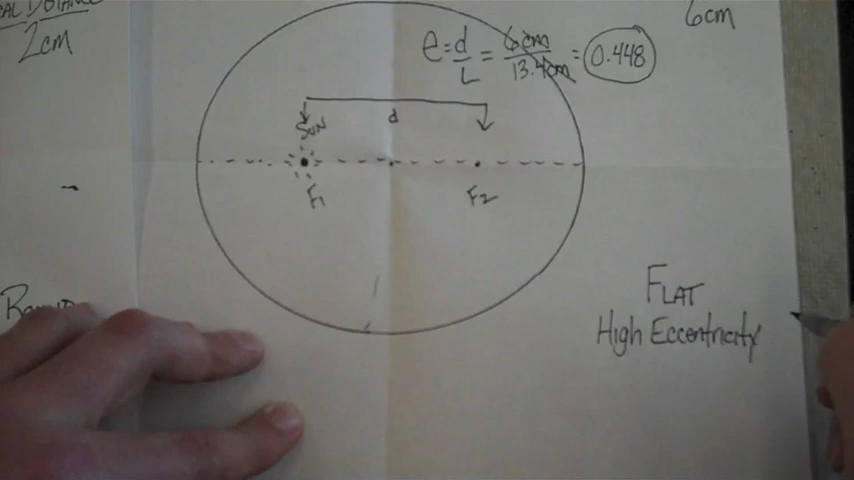 2cm
6cm
e = d/L = 6cm/13.4cm = 0.448
d
SUN
F1
F2
FLAT
High Eccentricity